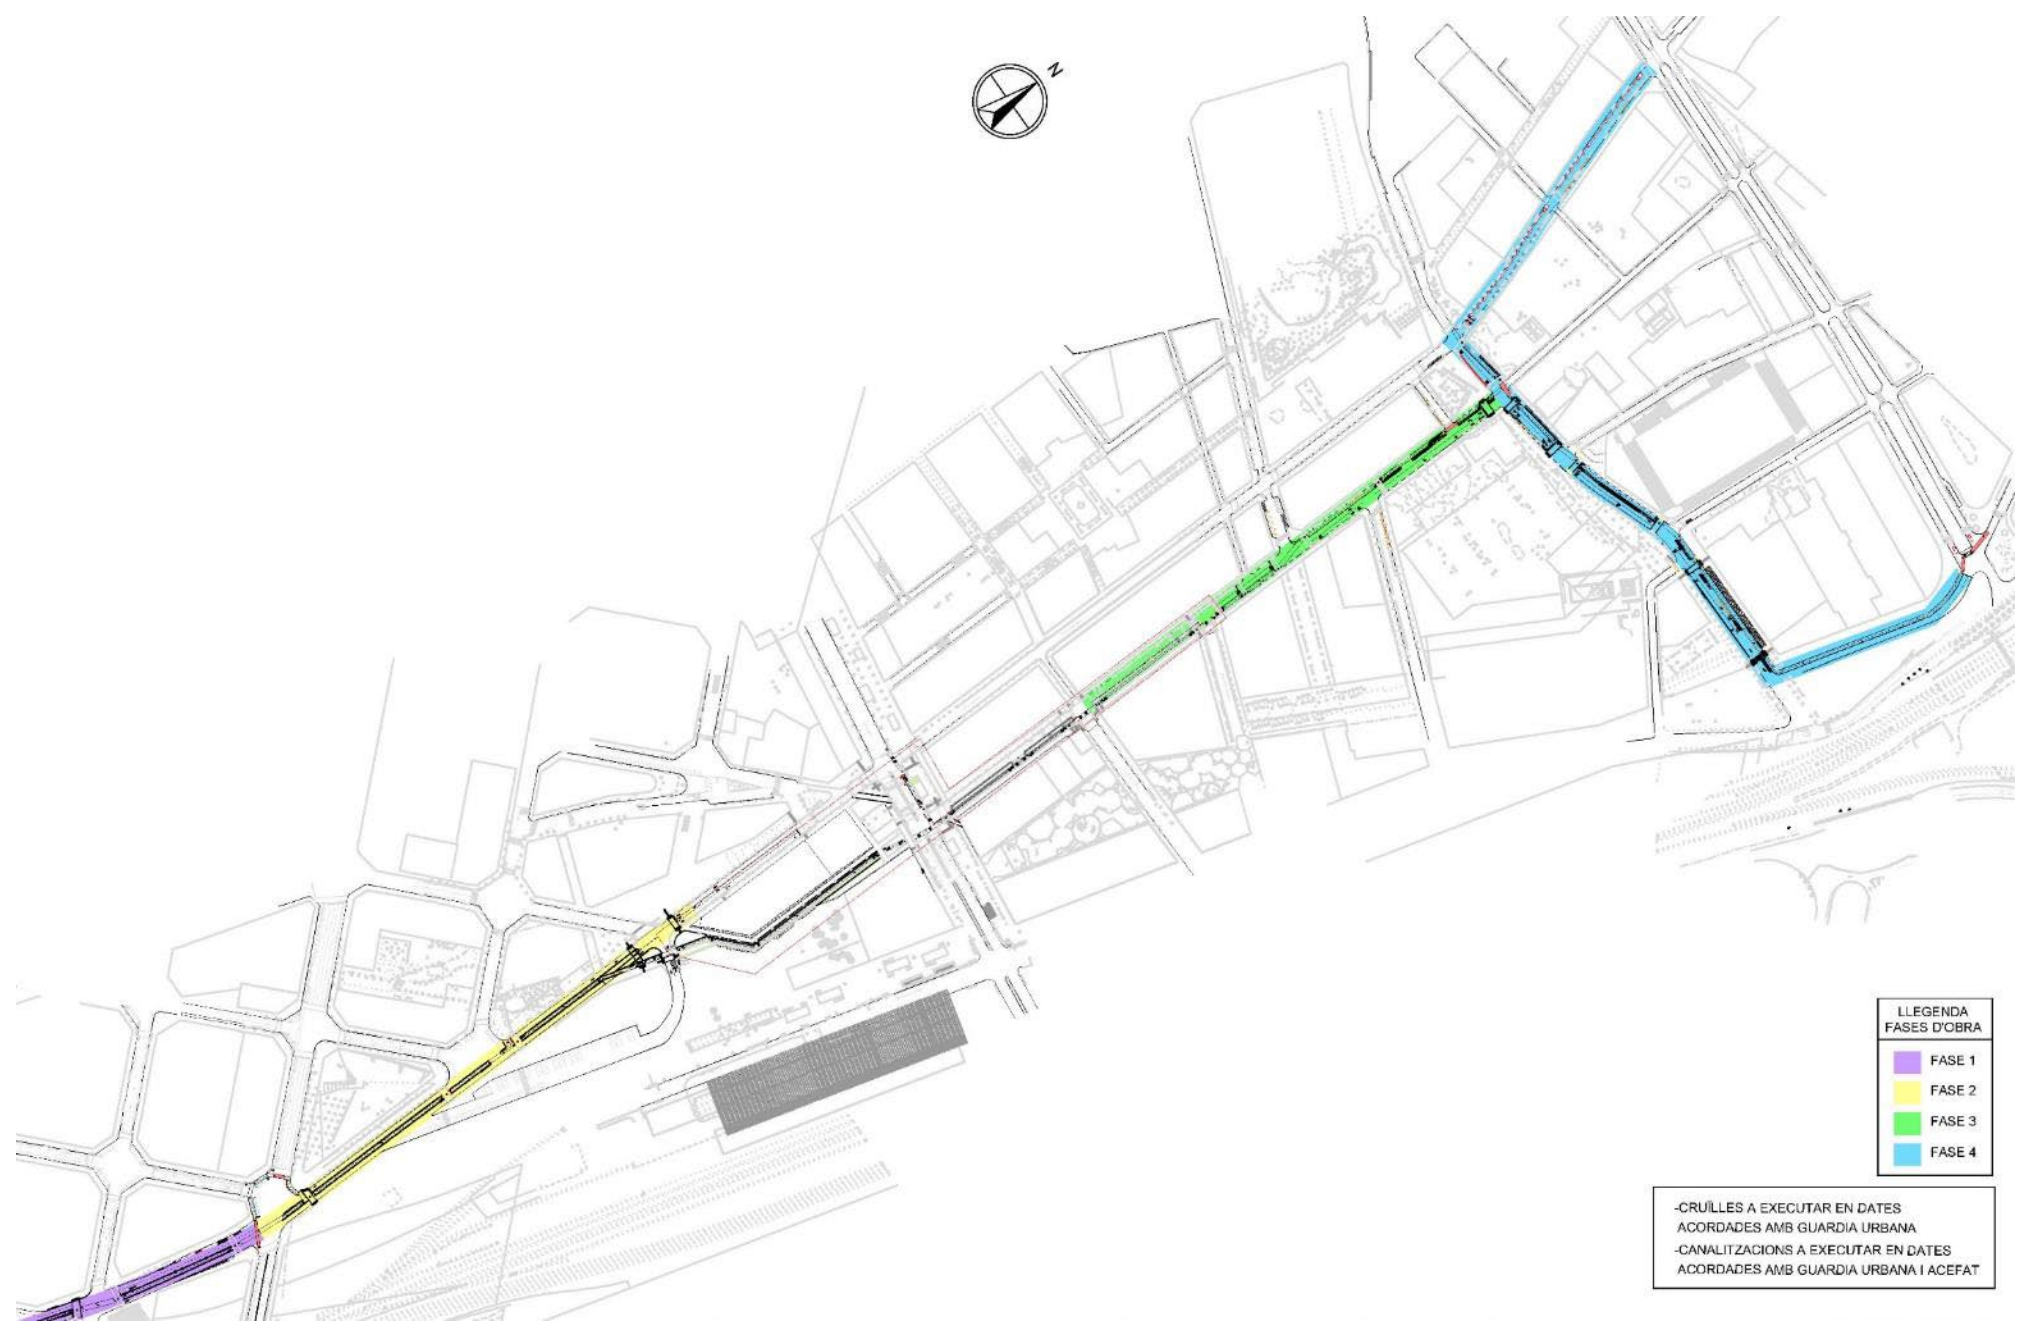 N
LLEGENDA
FASES D'OBRA
FASE 1
FASE 2
FASE 3
FASE 4
-CRUÏLLES A EXECUTAR EN DATES
ACORDADES AMB GUARDIA URBANA
-CANALITZACIONS A EXECUTAR EN DATES
ACORDADES AMB GUARDIA URBANA I ACEFAT